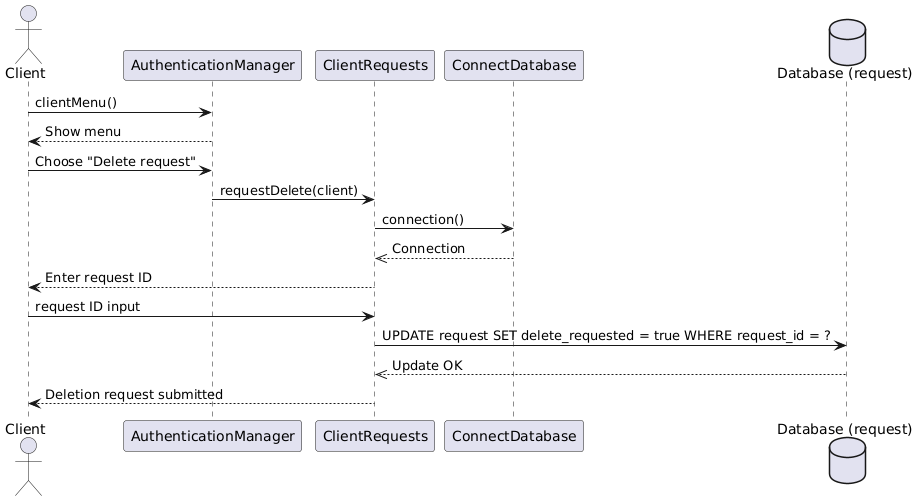 Client
AuthenticationManager
ClientRequests
ConnectDatabase
Database (request)
clientMenu()
Show menu
Choose "Delete request"
requestDelete(client)
connection()
Connection
Enter request ID
request ID input
UPDATE request SET delete_requested = true WHERE request_id = ?
Update OK
Deletion request submitted
Client
AuthenticationManager
ClientRequests
ConnectDatabase
Database (request)